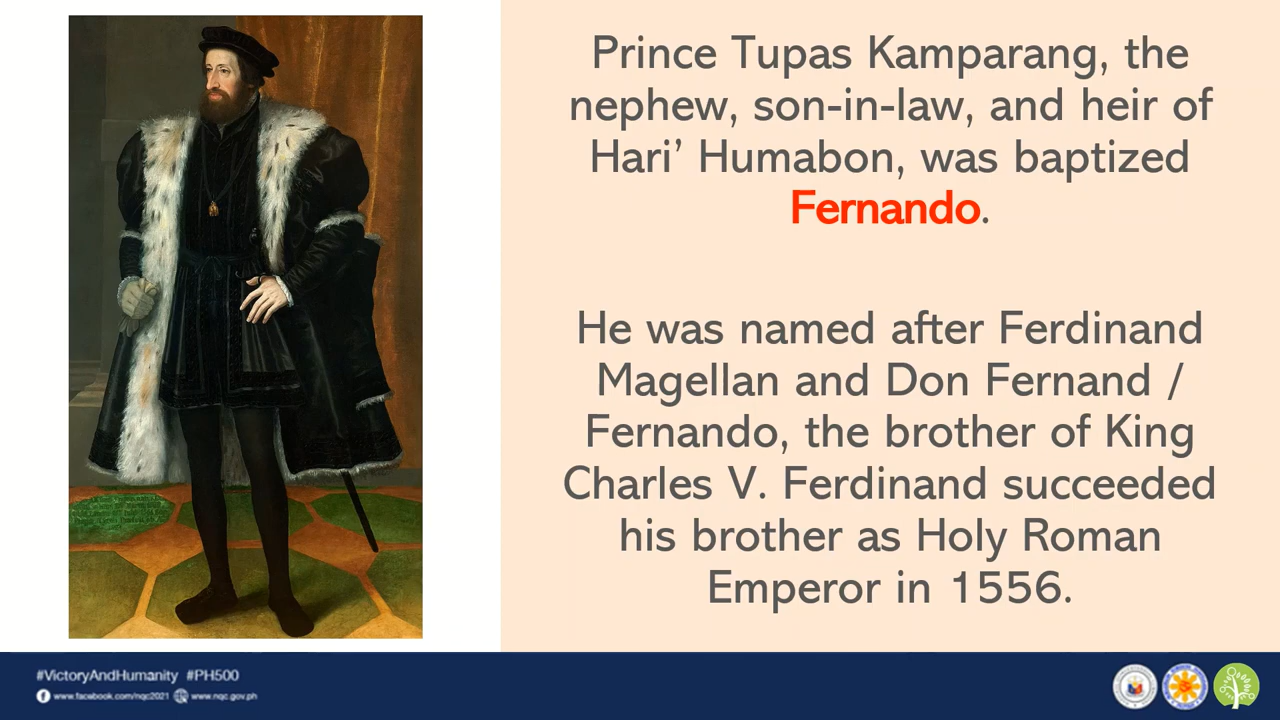 Prince Tupas Kamparang, the
nephew, son-in-law, and heir of
Hari’ Humabon, was baptized
Fernando.
He was named after Ferdinand
Magellan and Don Fernand /
Fernando, the brother of King
Charles V. Ferdinand succeeded
his brother as Holy Roman
Emperor in 1556.
#VictoryAndHumanity #PH500
www.facebook.com/nqc2021 www.nqc.gov.ph